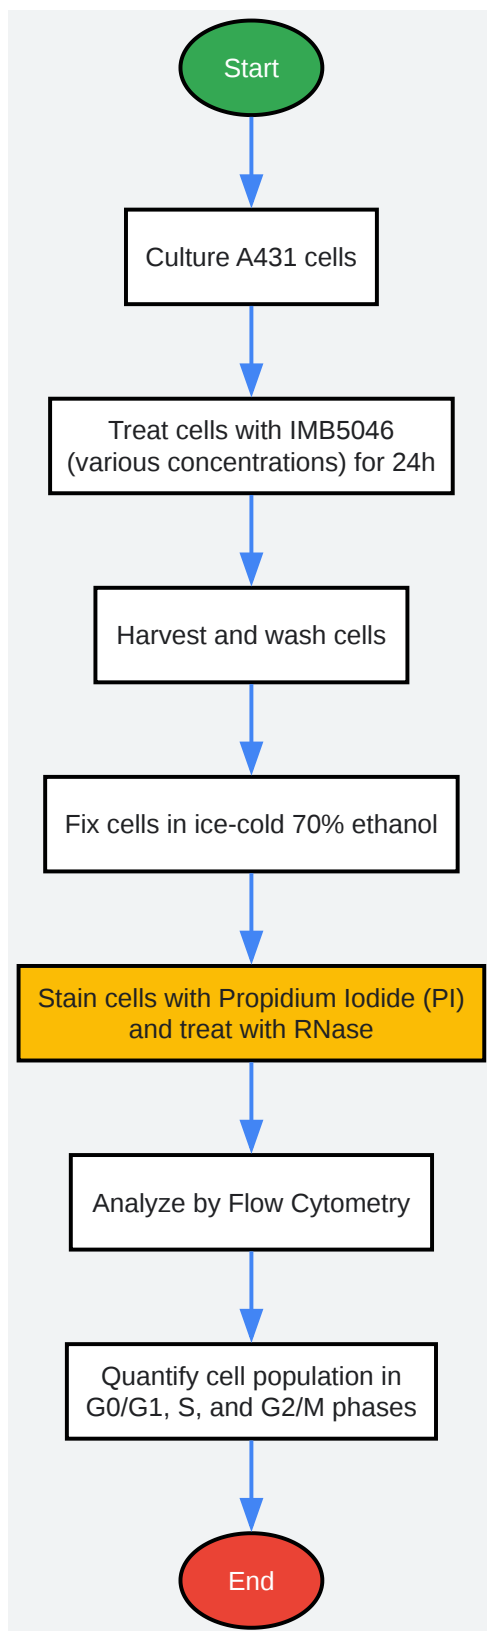 Start
Culture A431 cells
Treat cells with IMB5046
(various concentrations) for 24h
Harvest and wash cells
Fix cells in ice-cold 70% ethanol
Stain cells with Propidium Iodide (PI)
and treat with RNase
Analyze by Flow Cytometry
Quantify cell population in
G0/G1, S, and G2/M phases
End